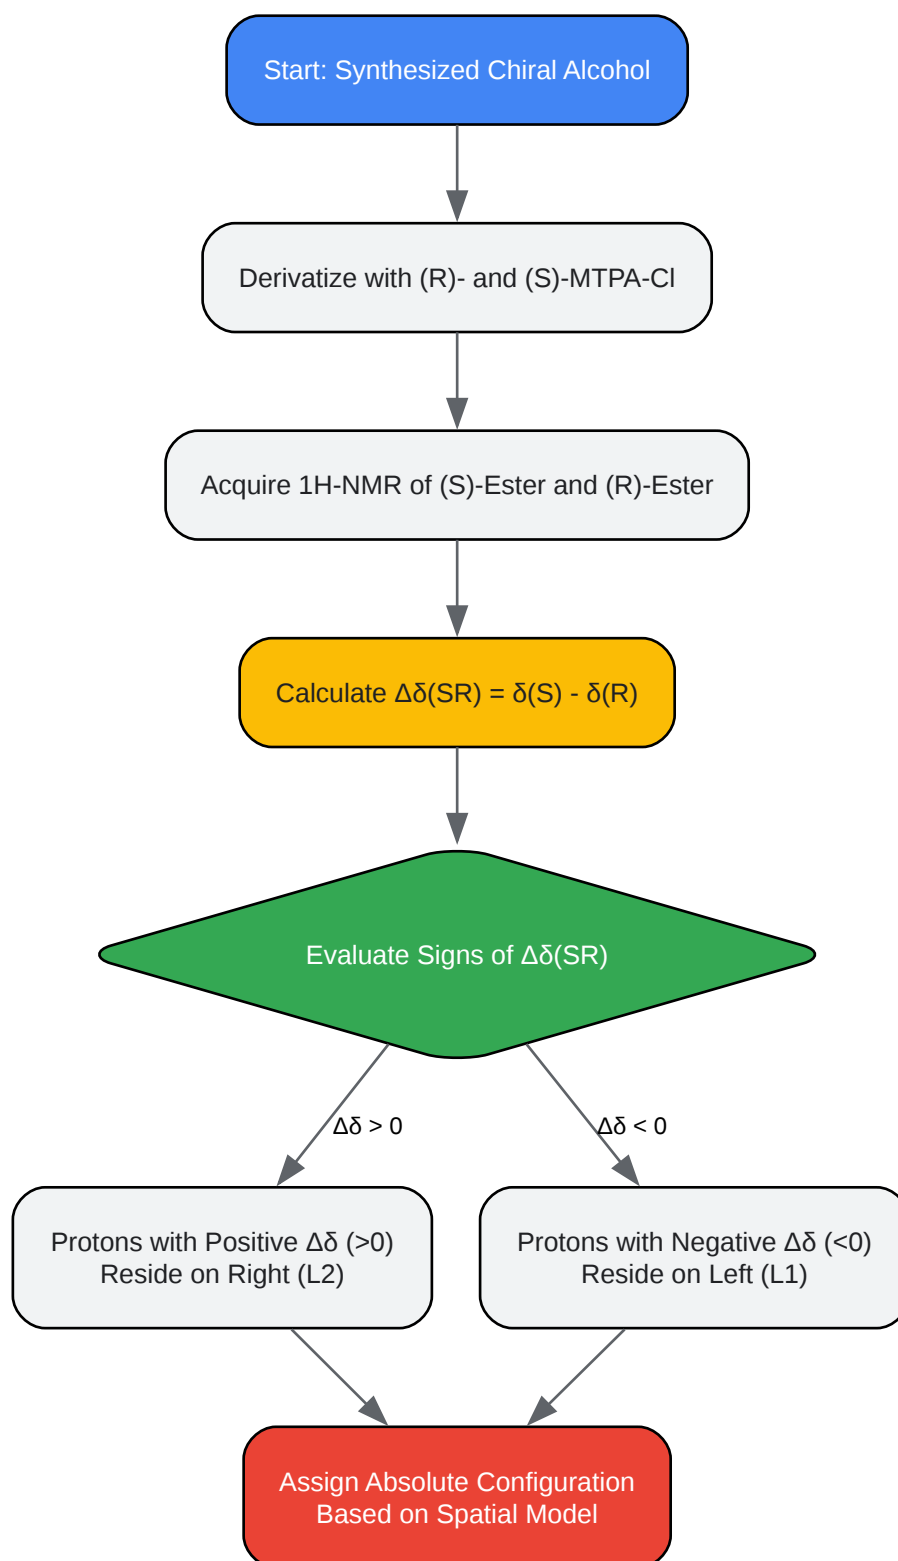 Start: Synthesized Chiral Alcohol
Derivatize with (R)- and (S)-MTPA-Cl
Acquire 1H-NMR of (S)-Ester and (R)-Ester
Calculate Δδ(SR) = δ(S) - δ(R)
Evaluate Signs of Δδ(SR)
Δδ > 0
Δδ < 0
Protons with Positive Δδ (>0)
Reside on Right (L2)
Protons with Negative Δδ (<0)
Reside on Left (L1)
Assign Absolute Configuration
Based on Spatial Model